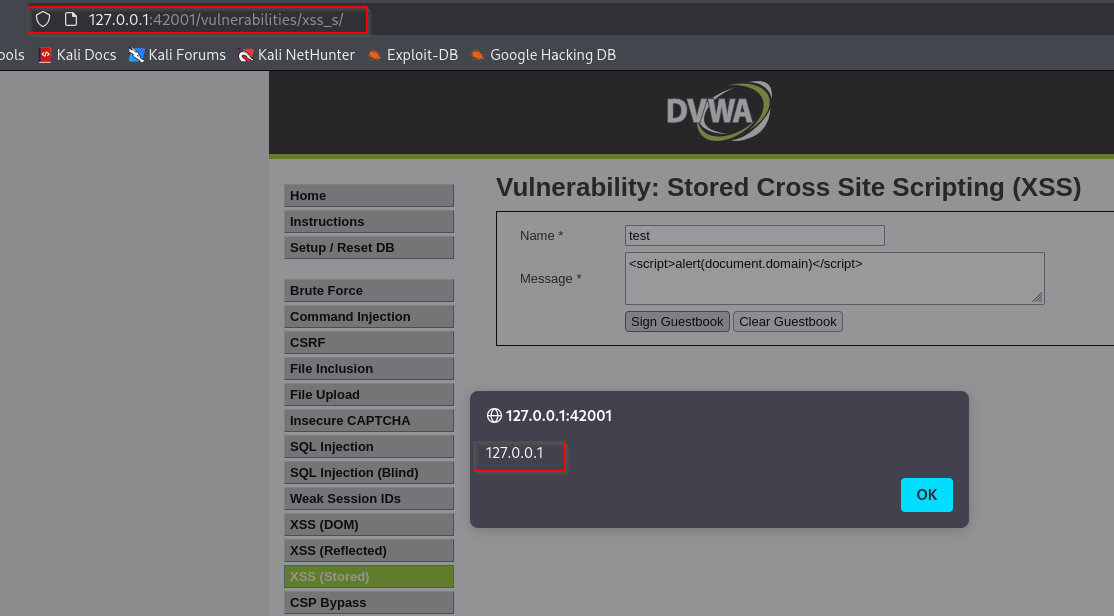 127.0.0.1:42001/vulnerabilities/xss_s/
ools Kali Docs Kali Forums Kali NetHunter Exploit-DB Google Hacking DB
DVWA
Home
Instructions
Setup / Reset DB
Brute Force
Command Injection
CSRF
File Inclusion
File Upload
Insecure CAPTCHA
SQL Injection
SQL Injection (Blind)
Weak Session IDs
XSS (DOM)
XSS (Reflected)
XSS (Stored)
CSP Bypass
Vulnerability: Stored Cross Site Scripting (XSS)
Name * test
Message * <script>alert(document.domain)</script>
Sign Guestbook Clear Guestbook
127.0.0.1:42001
127.0.0.1
OK